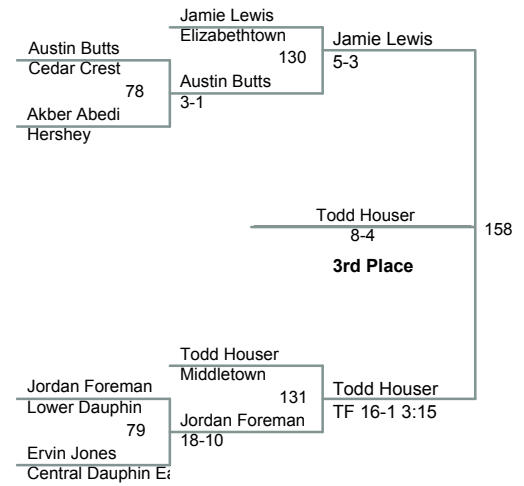 Jamie Lewis
Elizabethtown
130
Jamie Lewis
5-3
Austin Butts
Cedar Crest
78
Austin Butts
3-1
Akber Abedi
Hershey
Todd Houser
8-4
158
3rd Place
Todd Houser
Middletown
131
Todd Houser
TF 16-1 3:15
Jordan Foreman
Lower Dauphin
79
Jordan Foreman
18-10
Ervin Jones
Central Dauphin Ea